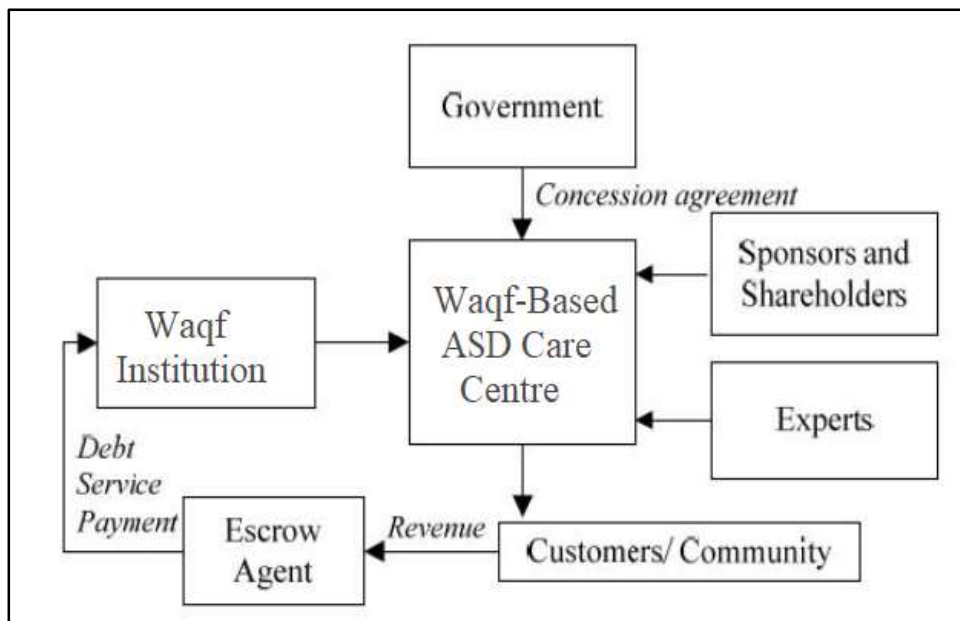 Government
Concession agreement
Sponsors and
Shareholders
Waqf-Based
ASD Care
Centre
Waqf
Institution
Experts
Debt
Service
Payment
Escrow
Agent
Revenue
Customers/ Community